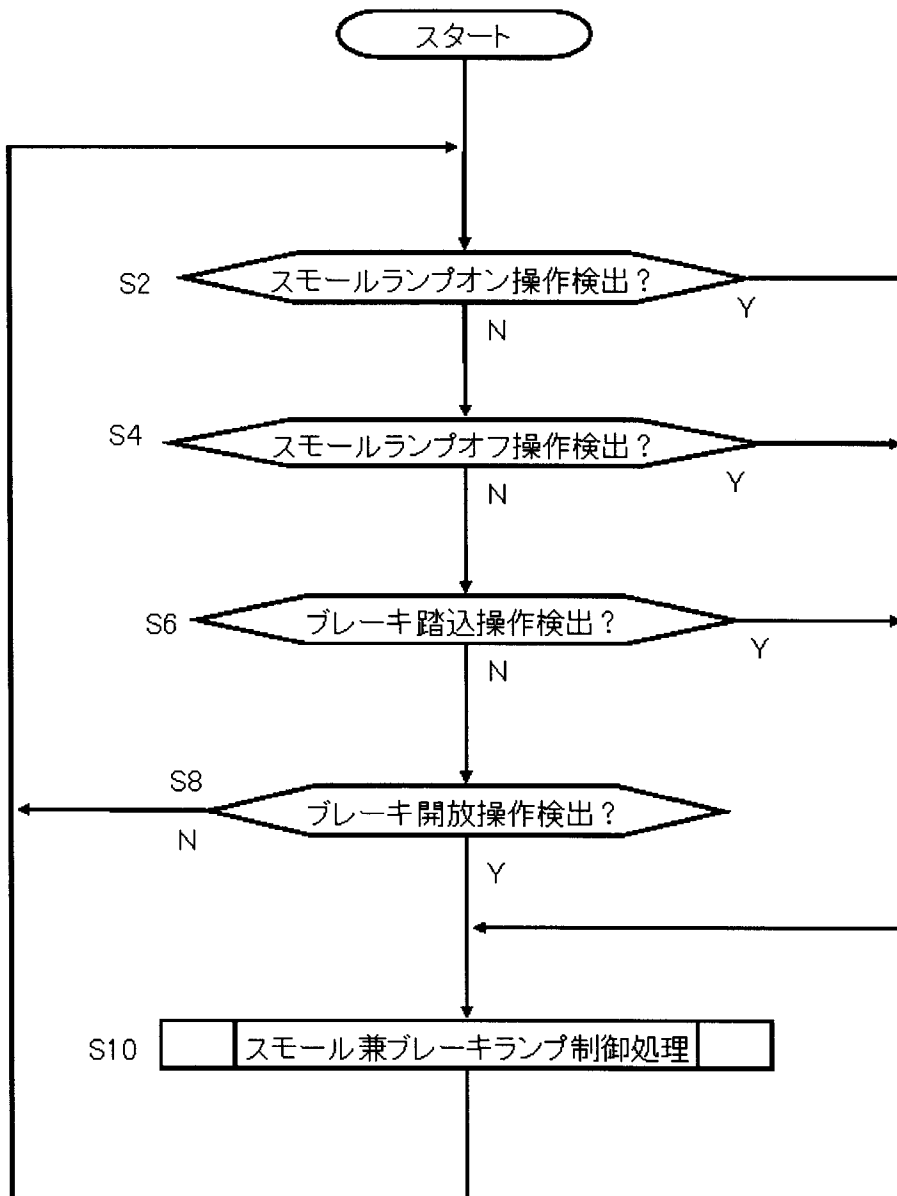 スタート
S2
スモールランプオン操作検出？
Y
N
S4
スモールランプオフ操作検出？
Y
N
S6
ブレーキ踏込操作検出？
Y
N
S8
ブレーキ開放操作検出？
N
Y
S10
スモール兼ブレーキランプ制御処理